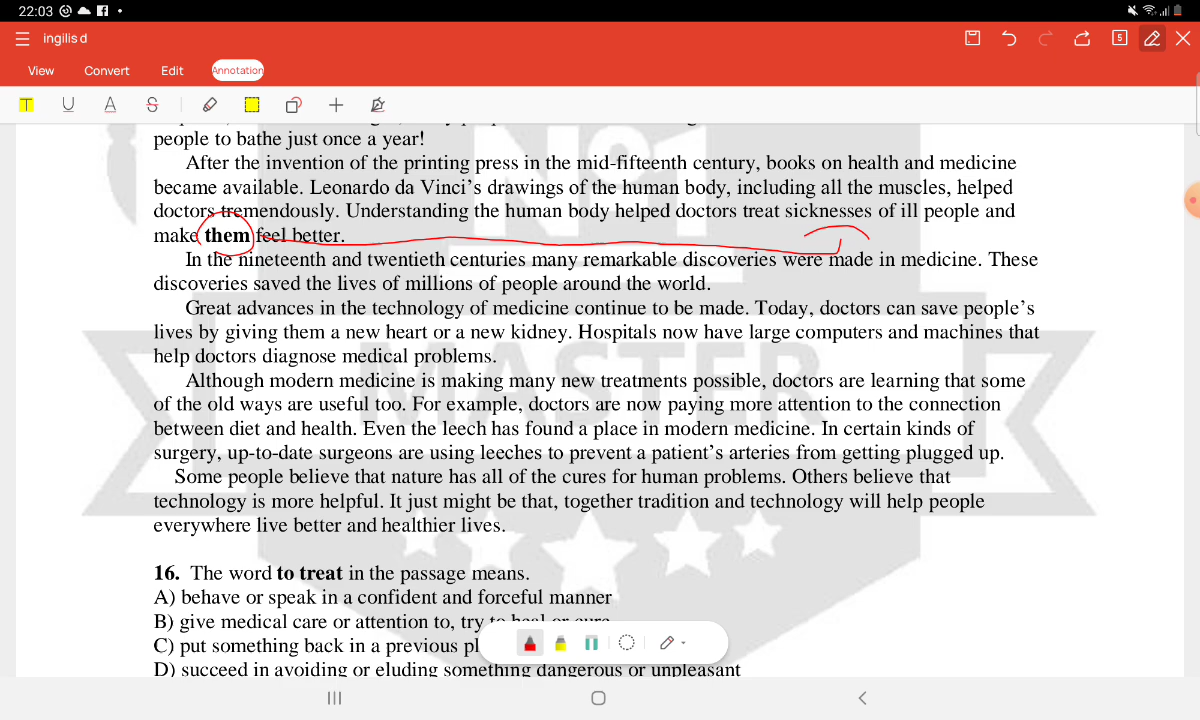 22:03
ingilis d
5
View Convert Edit Annotation
T U A S
people to bathe just once a year!
After the invention of the printing press in the mid-fifteenth century, books on health and medicine
became available. Leonardo da Vinci's drawings of the human body, including all the muscles, helped
doctors tremendously. Understanding the human body helped doctors treat sicknesses of ill people and
make them feel better.
In the nineteenth and twentieth centuries many remarkable discoveries were made in medicine. These
discoveries saved the lives of millions of people around the world.
Great advances in the technology of medicine continue to be made. Today, doctors can save people's
lives by giving them a new heart or a new kidney. Hospitals now have large computers and machines that
help doctors diagnose medical problems.
Although modern medicine is making many new treatments possible, doctors are learning that some
of the old ways are useful too. For example, doctors are now paying more attention to the connection
between diet and health. Even the leech has found a place in modern medicine. In certain kinds of
surgery, up-to-date surgeons are using leeches to prevent a patient's arteries from getting plugged up.
Some people believe that nature has all of the cures for human problems. Others believe that
technology is more helpful. It just might be that, together tradition and technology will help people
everywhere live better and healthier lives.
16. The word to treat in the passage means.
A) behave or speak in a confident and forceful manner
B) give medical care or attention to, try to heal or cure
C) put something back in a previous
D) succeed in avoiding or eluding something dangerous or unpleasant
№1
MASTER